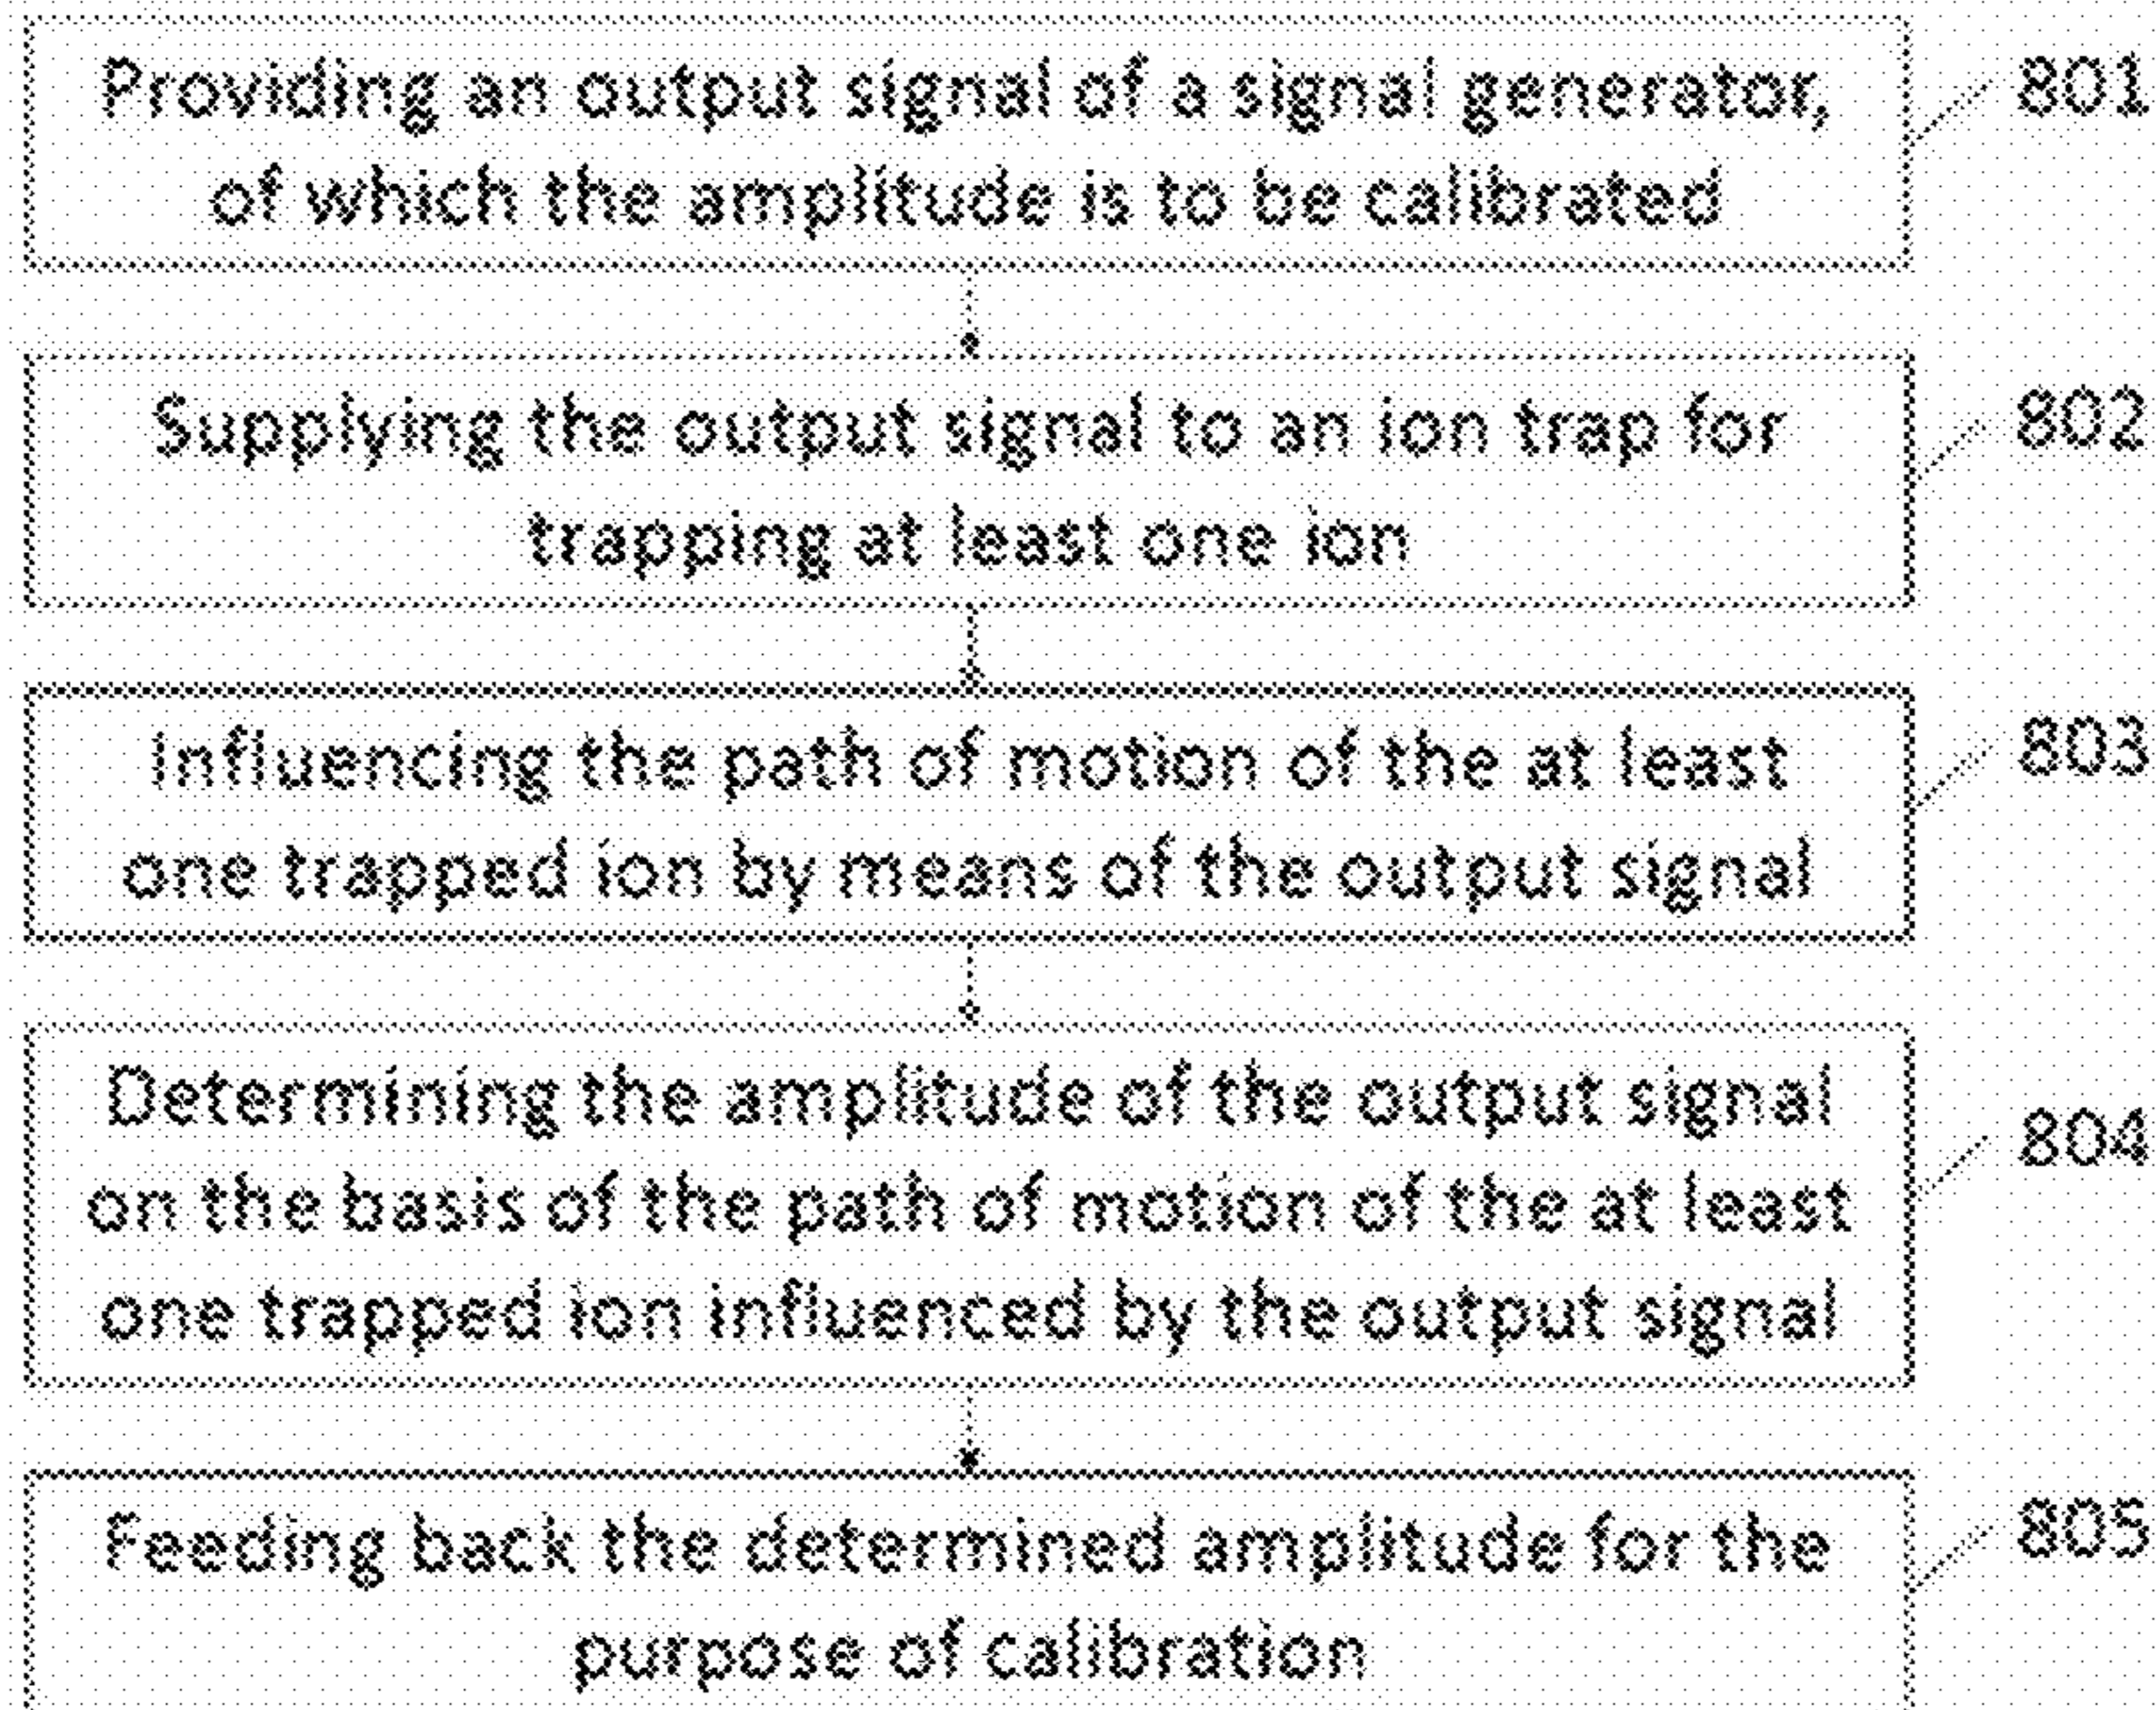 Providing an output signal of a signal generator,
of which the amplitude is to be calibrated
801
Supplying the output signal to an ion trap for
trapping at least one ion
802
Influencing the path of motion of the at least
one trapped ion by means of the output signal
803
Determining the amplitude of the output signal
on the basis of the path of motion of the at least
one trapped ion influenced by the output signal
804
Feeding back the determined amplitude for the
purpose of calibration
805